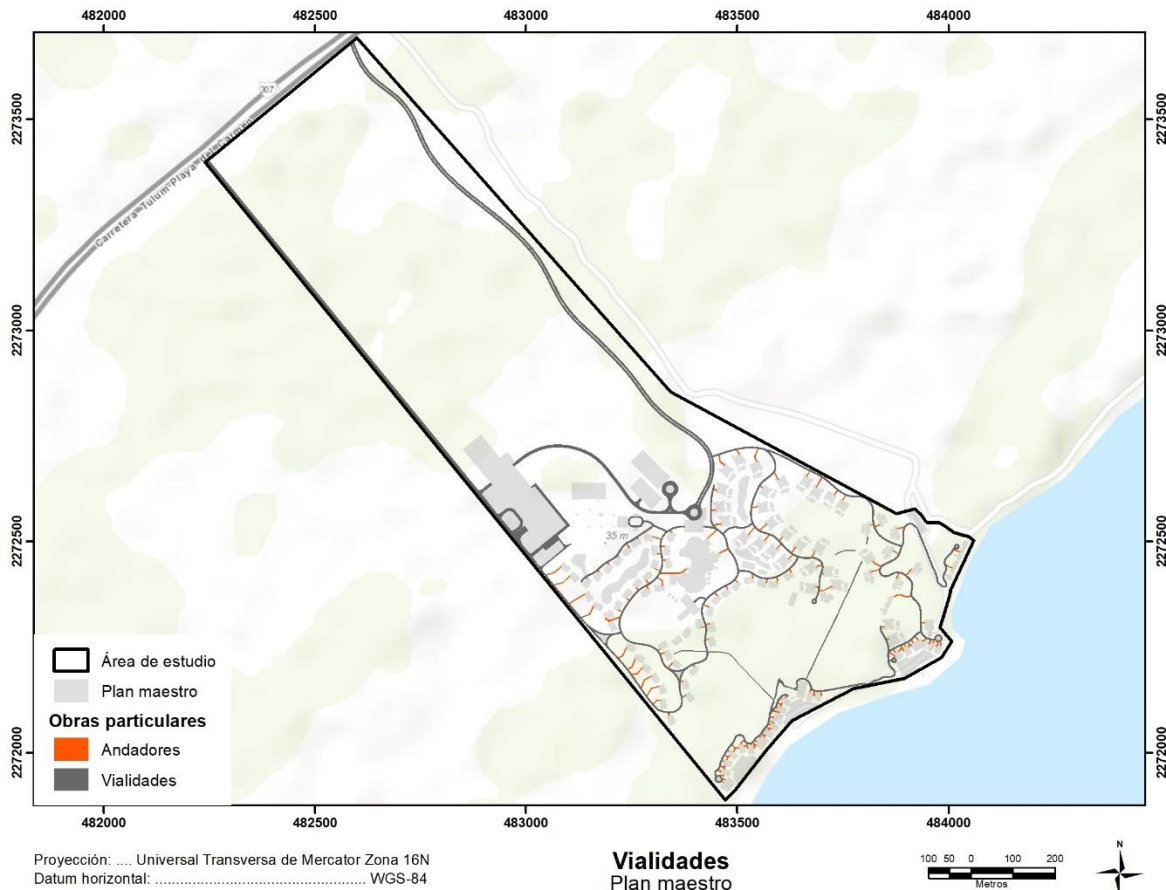 482000 482500 483000 483500 484000
2273500 2273500
307
Carretera Tulum-Playa del Carmen
2273000 2273000
2272500 2272500
35 m
Área de estudio
Plan maestro
Obras particulares
Andadores
Vialidades
2272000 2272000
482000 482500 483000 483500 484000
Proyección: .... Universal Transversa de Mercator Zona 16N
Datum horizontal: ................................................ WGS-84
Vialidades
Plan maestro
100 50 0 100 200
Metros
N